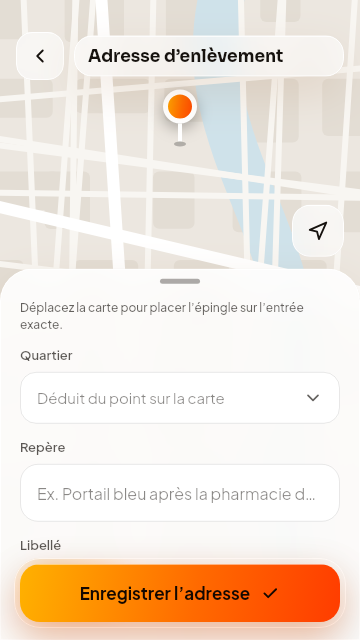 Adresse d’enlèvement
Déplacez la carte pour placer l’épingle sur l’entrée
exacte.
Quartier
Déduit du point sur la carte
Repère
Ex. Portail bleu après la pharmacie d…
Libellé
Enregistrer l’adresse